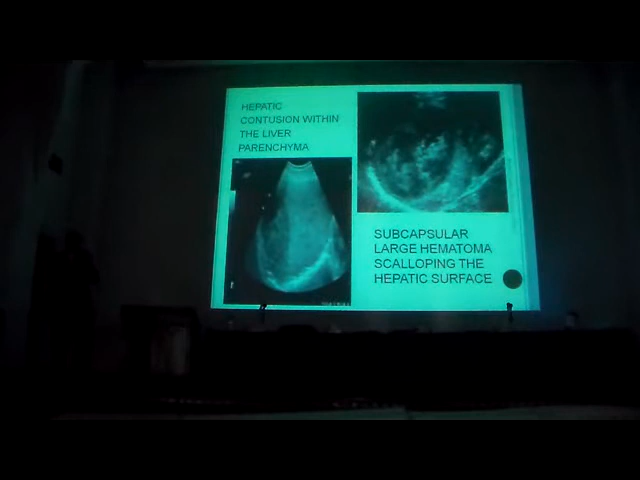 HEPATIC
CONTUSION WITHIN
THE LIVER
PARENCHYMA
SUBCAPSULAR
LARGE HEMATOMA
SCALLOPING THE
HEPATIC SURFACE